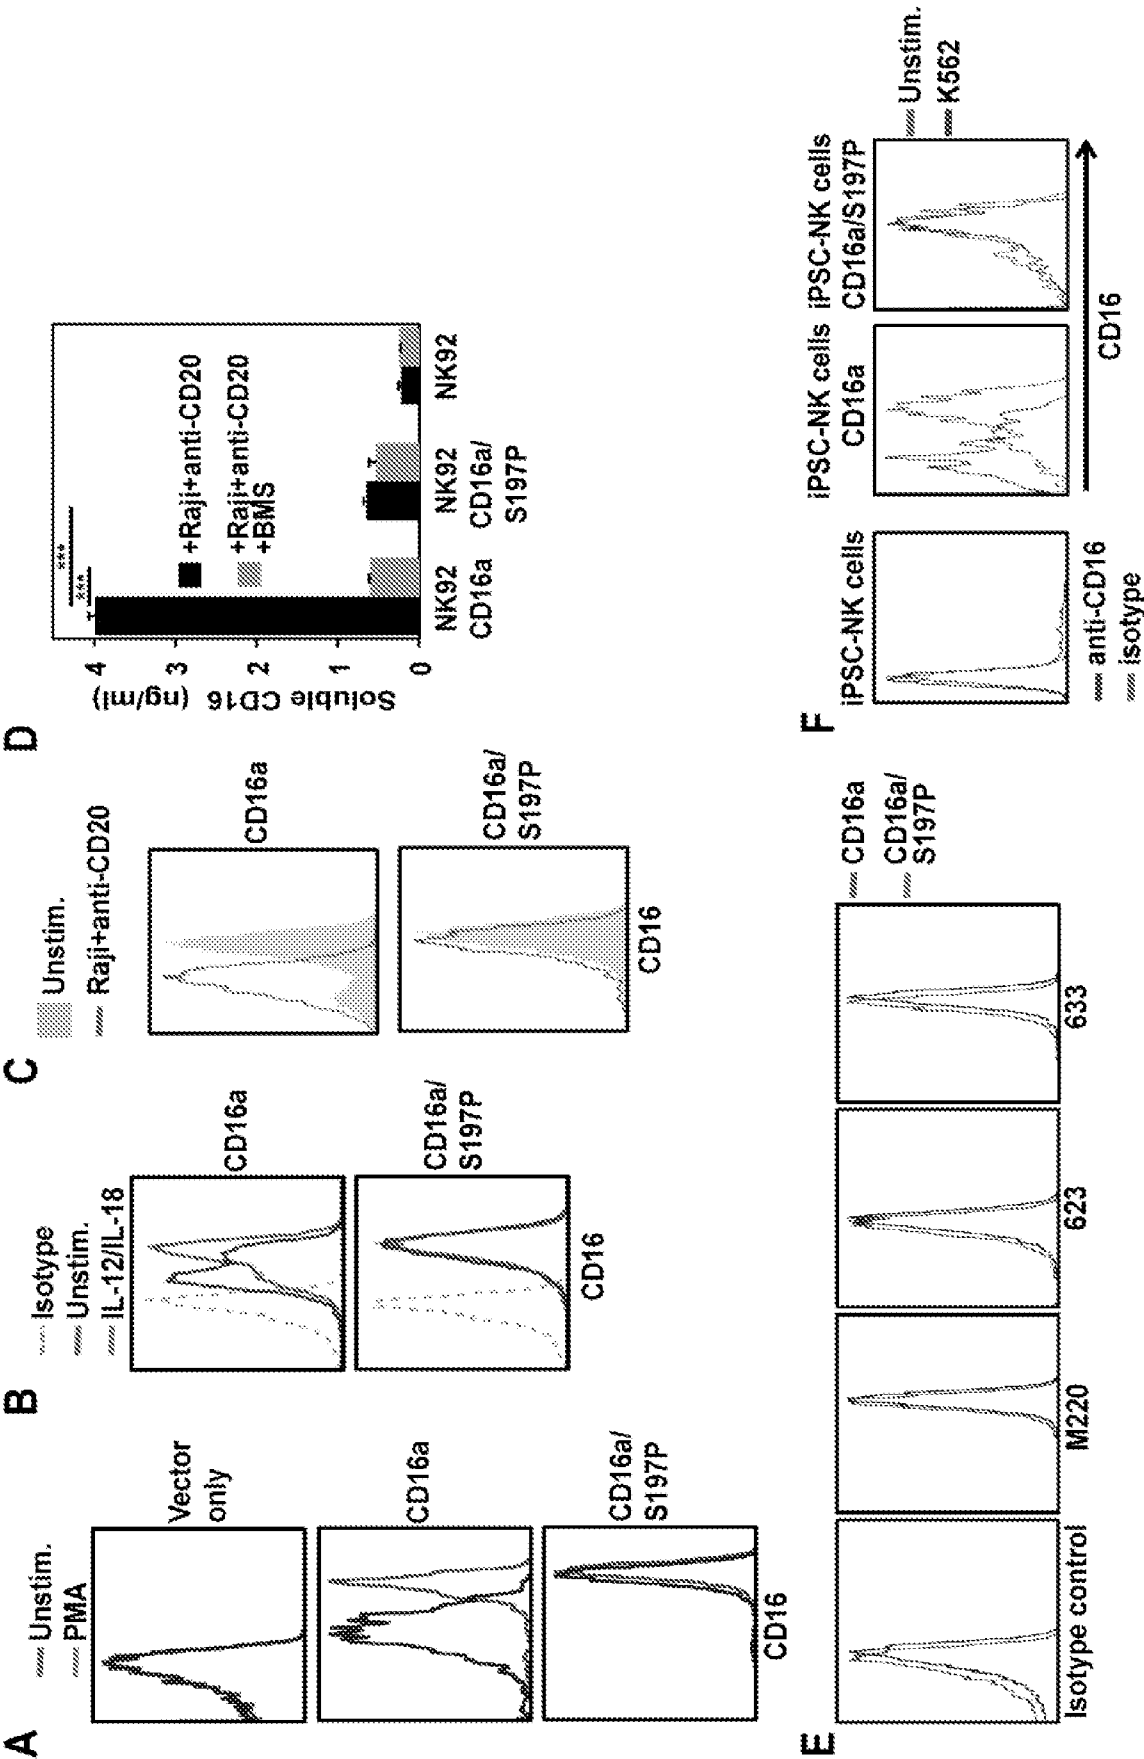 A
Unstim.
PMA
Vector
only
CD16a
CD16a/
S197P
CD16
B
Isotype
Unstim.
IL-12/IL-18
CD16a
CD16a/
S197P
CD16
C
Unstim.
Raji+anti-CD20
CD16a
CD16a/
S197P
CD16
D
Soluble CD16 (ng/ml)
4
3
2
1
0
***
***
+Raji+anti-CD20
+Raji+anti-CD20
+BMS
NK92
CD16a
NK92
CD16a/
S197P
NK92
E
CD16a
CD16a/
S197P
Isotype control
M220
623
633
F
iPSC-NK cells
iPSC-NK cells
CD16a
iPSC-NK cells
CD16a/S197P
Unstim.
K562
anti-CD16
isotype
CD16